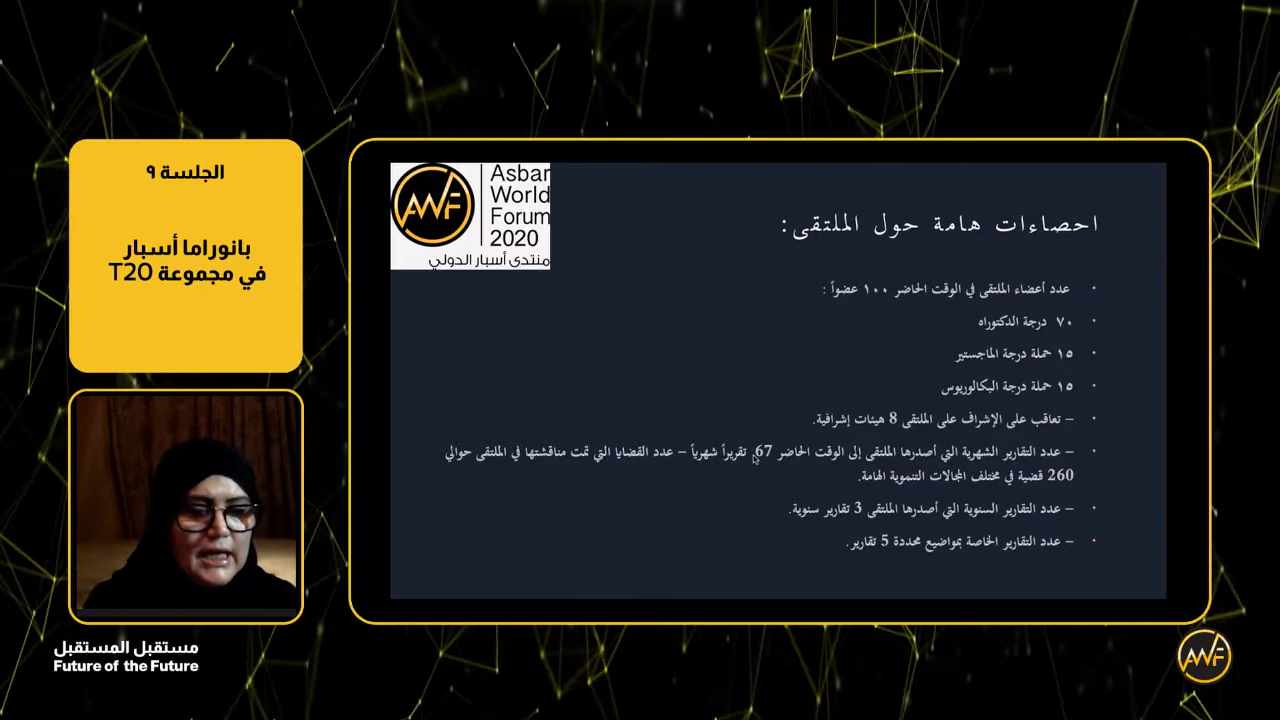 الجلسة ٩
بانوراما أسبار
في مجموعة T20
Asbar
World
Forum
2020
منتدى أسبار الدولي
AWF
احصاءات هامة حول الملتقى:
• عدد أعضاء الملتقى في الوقت الحاضر ١٠٠ عضواً :
• ٧٠ درجة الدكتوراه
• ١٥ حملة درجة الماجستير
• ١٥ حملة درجة البكالوريوس
• – تعاقب على الإشراف على الملتقى 8 هيئات إشرافية.
• – عدد التقارير الشهرية التي أصدرها الملتقى إلى الوقت الحاضر 67, تقريراً شهرياً – عدد القضايا التي تمت مناقشتها في الملتقى حوالي
260 قضية في مختلف المجالات التنموية الهامة.
• – عدد التقارير السنوية التي أصدرها الملتقى 3 تقارير سنوية.
• – عدد التقارير الخاصة بمواضيع محددة 5 تقارير.
مستقبل المستقبل
Future of the Future
AWF